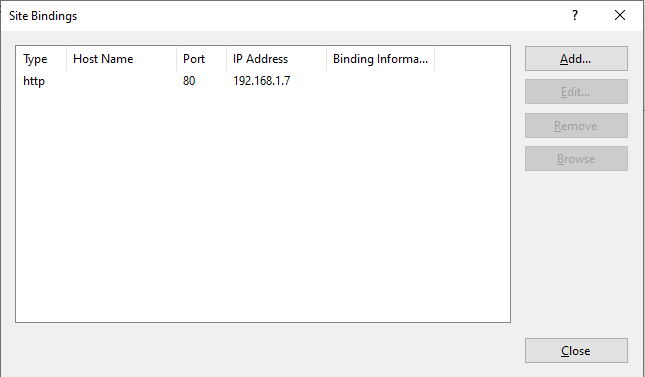 Site Bindings
?
Type Host Name Port IP Address Binding Informa...
http 80 192.168.1.7
Add...
Edit...
Remove
Browse
Close